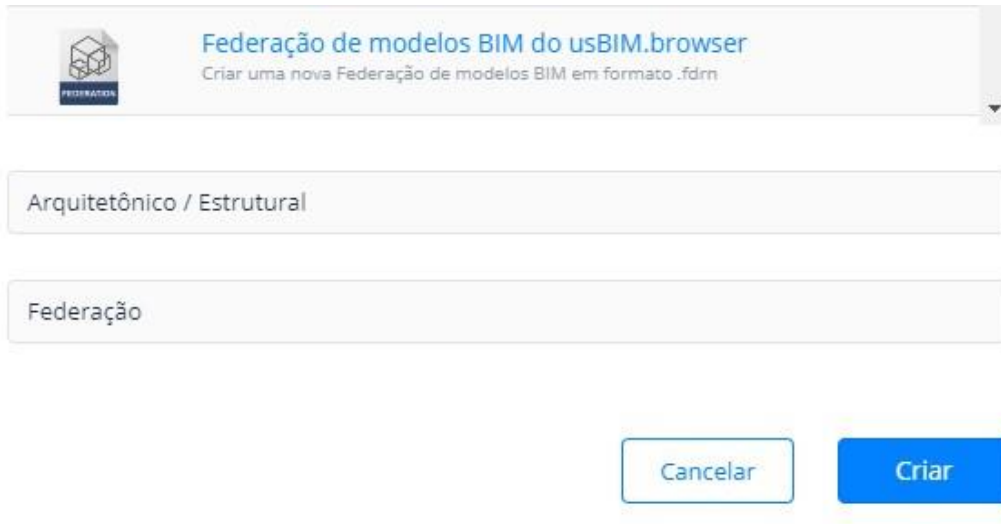 Federação de modelos BIM do usBIM.browser
Criar uma nova Federação de modelos BIM em formato .fdrn
FEDERATION
Arquitetônico / Estrutural
Federação
Cancelar
Criar